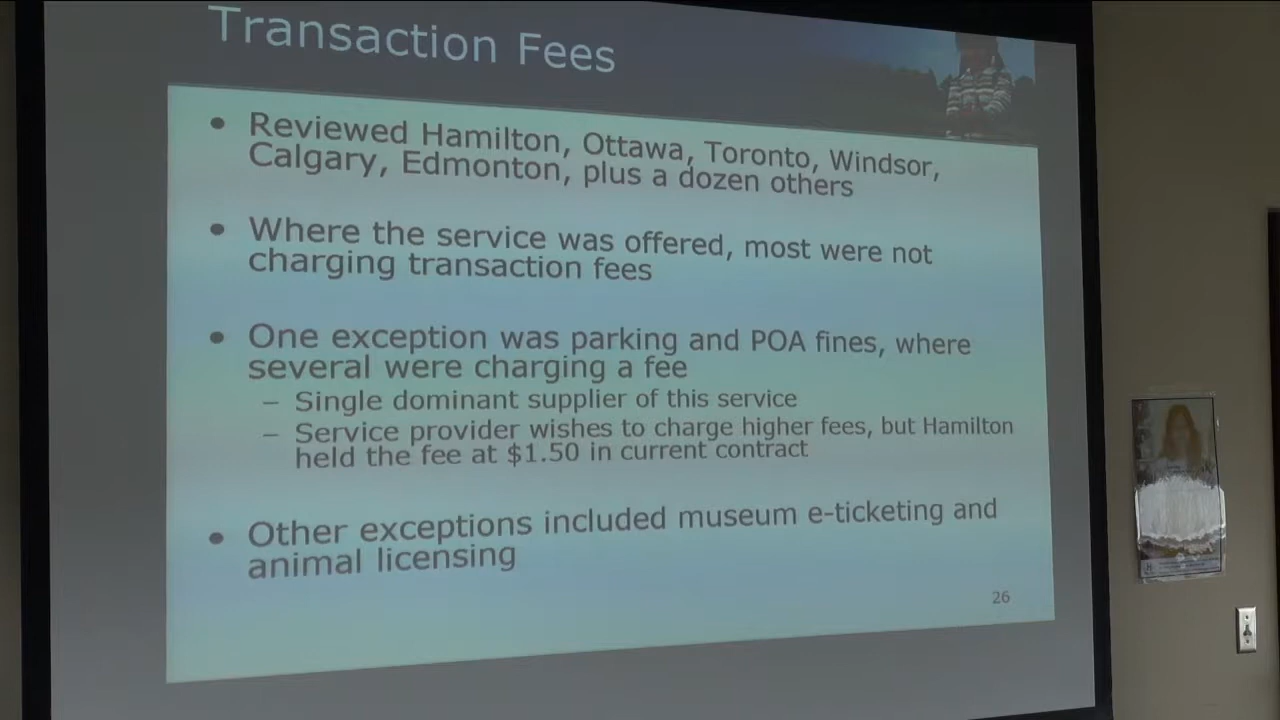 Transaction Fees
• Reviewed Hamilton, Ottawa, Toronto, Windsor,
Calgary, Edmonton, plus a dozen others
• Where the service was offered, most were not
charging transaction fees
• One exception was parking and POA fines, where
several were charging a fee
– Single dominant supplier of this service
– Service provider wishes to charge higher fees, but Hamilton
held the fee at $1.50 in current contract
• Other exceptions included museum e-ticketing and
animal licensing
26